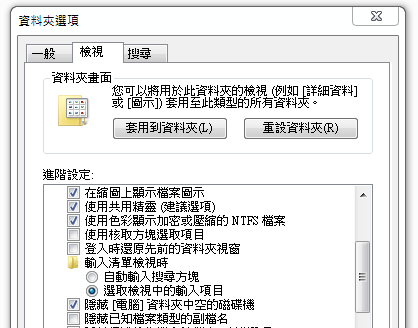 資料夾選項
一般 檢視 搜尋
資料夾畫面
您可以將用於此資料夾的檢視 (例如 [詳細資料]
或 [圖示]) 套用至此類型的所有資料夾。
套用到資料夾(L) 重設資料夾(R)
進階設定:
在縮圖上顯示檔案圖示
使用共用精靈 (建議選項)
使用色彩顯示加密或壓縮的 NTFS 檔案
使用核取方塊選取項目
登入時還原先前的資料夾視窗
輸入清單檢視時
自動輸入搜尋方塊
選取檢視中的輸入項目
隱藏 [電腦] 資料夾中空的磁碟機
隱藏已知檔案類型的副檔名